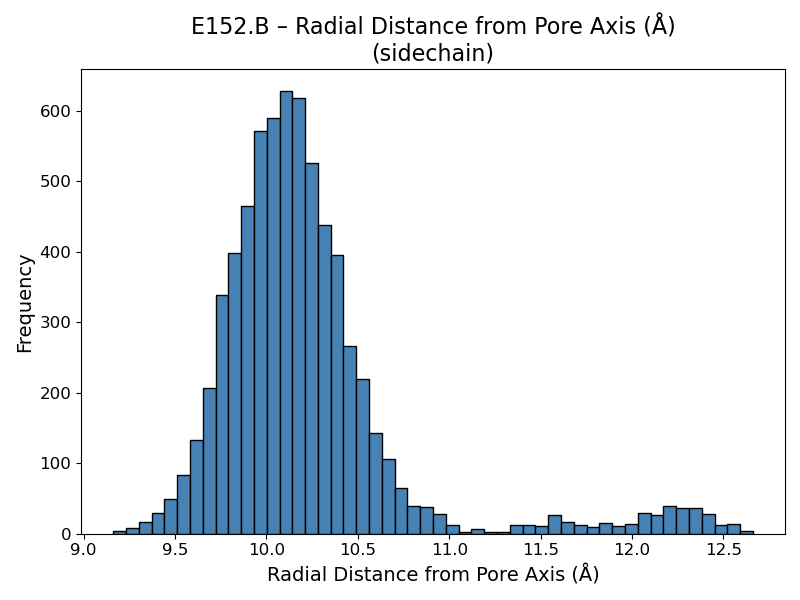 E152.B – Radial Distance from Pore Axis (Å)
(sidechain)
600
500
400
300
200
100
0
Frequency
9.0 9.5 10.0 10.5 11.0 11.5 12.0 12.5
Radial Distance from Pore Axis (Å)